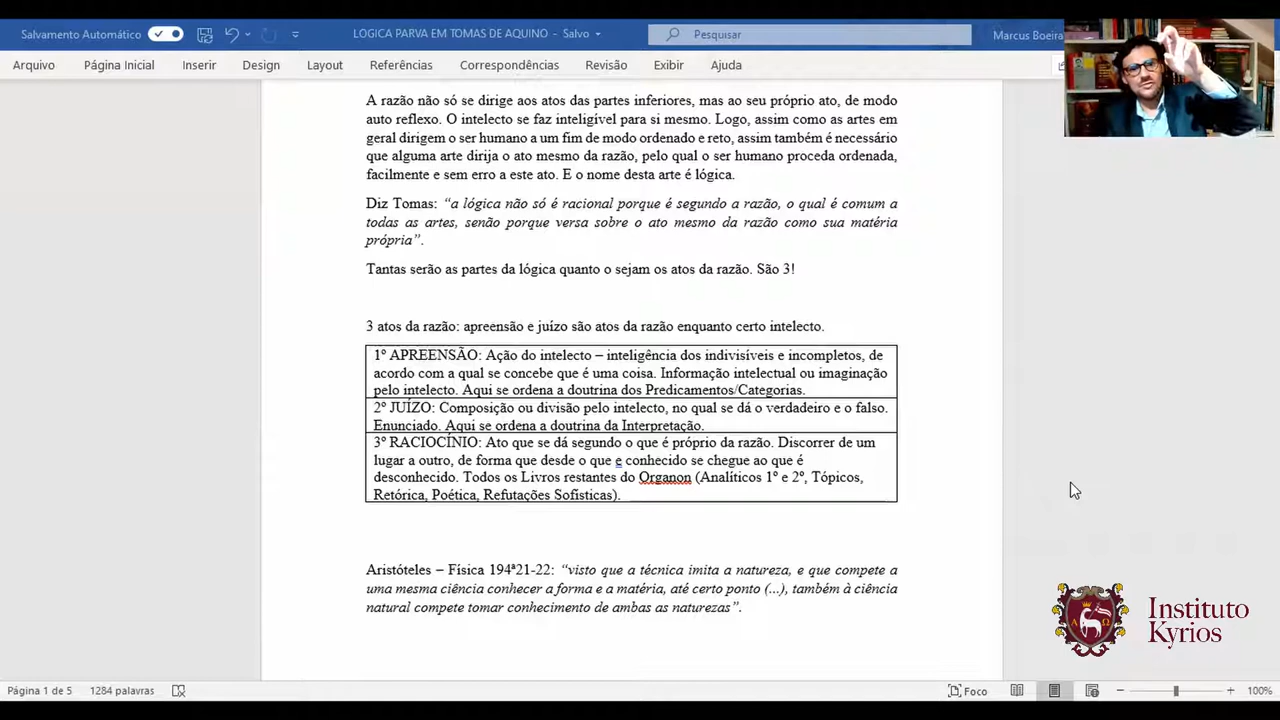 Salvamento Automático
LOGICA PARVA EM TOMAS DE AQUINO - Salvo
Pesquisar
Marcus Boeira
Arquivo Página Inicial Inserir Design Layout Referências Correspondências Revisão Exibir Ajuda
A razão não só se dirige aos atos das partes inferiores, mas ao seu próprio ato, de modo
auto reflexo. O intelecto se faz inteligível para si mesmo. Logo, assim como as artes em
geral dirigem o ser humano a um fim de modo ordenado e reto, assim também é necessário
que alguma arte dirija o ato mesmo da razão, pelo qual o ser humano proceda ordenada,
facilmente e sem erro a este ato. E o nome desta arte é lógica.
Diz Tomas: “a lógica não só é racional porque é segundo a razão, o qual é comum a
todas as artes, senão porque versa sobre o ato mesmo da razão como sua matéria
própria”.
Tantas serão as partes da lógica quanto o sejam os atos da razão. São 3!
3 atos da razão: apreensão e juízo são atos da razão enquanto certo intelecto.
1º APREENSÃO: Ação do intelecto – inteligência dos indivisíveis e incompletos, de
acordo com a qual se concebe que é uma coisa. Informação intelectual ou imaginação
pelo intelecto. Aqui se ordena a doutrina dos Predicamentos/Categorias.
2º JUÍZO: Composição ou divisão pelo intelecto, no qual se dá o verdadeiro e o falso.
Enunciado. Aqui se ordena a doutrina da Interpretação.
3º RACIOCÍNIO: Ato que se dá segundo o que é próprio da razão. Discorrer de um
lugar a outro, de forma que desde o que e conhecido se chegue ao que é
desconhecido. Todos os Livros restantes do Organon (Analíticos 1º e 2º, Tópicos,
Retórica, Poética, Refutações Sofísticas).
Aristóteles – Física 194ª21-22: “visto que a técnica imita a natureza, e que compete a
uma mesma ciência conhecer a forma e a matéria, até certo ponto (...), também à ciência
natural compete tomar conhecimento de ambas as naturezas”.
Α Ω
Instituto
Kyrios
Página 1 de 5 1284 palavras
Foco
100%